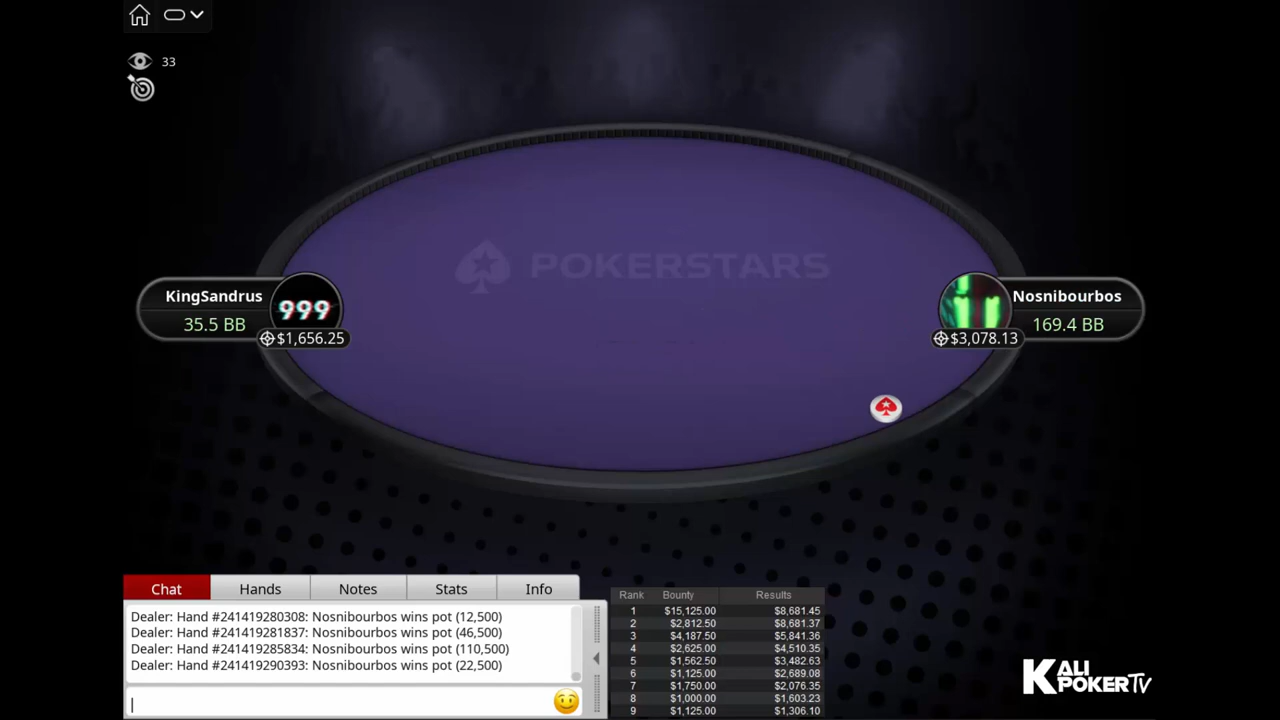 33
POKERSTARS
KingSandrus
35.5 BB
999
$1,656.25
Nosnibourbos
169.4 BB
$3,078.13
Chat Hands Notes Stats Info
Dealer: Hand #241419280308: Nosnibourbos wins pot (12,500)
Dealer: Hand #241419281837: Nosnibourbos wins pot (46,500)
Dealer: Hand #241419285834: Nosnibourbos wins pot (110,500)
Dealer: Hand #241419290393: Nosnibourbos wins pot (22,500)
Rank Bounty Results
1 $15,125.00 $8,681.45
2 $2,812.50 $8,681.37
3 $4,187.50 $5,841.36
4 $2,625.00 $4,510.35
5 $1,562.50 $3,482.63
6 $1,125.00 $2,689.08
7 $1,750.00 $2,076.35
8 $1,000.00 $1,603.23
9 $1,125.00 $1,306.10
KALI
POKERTV